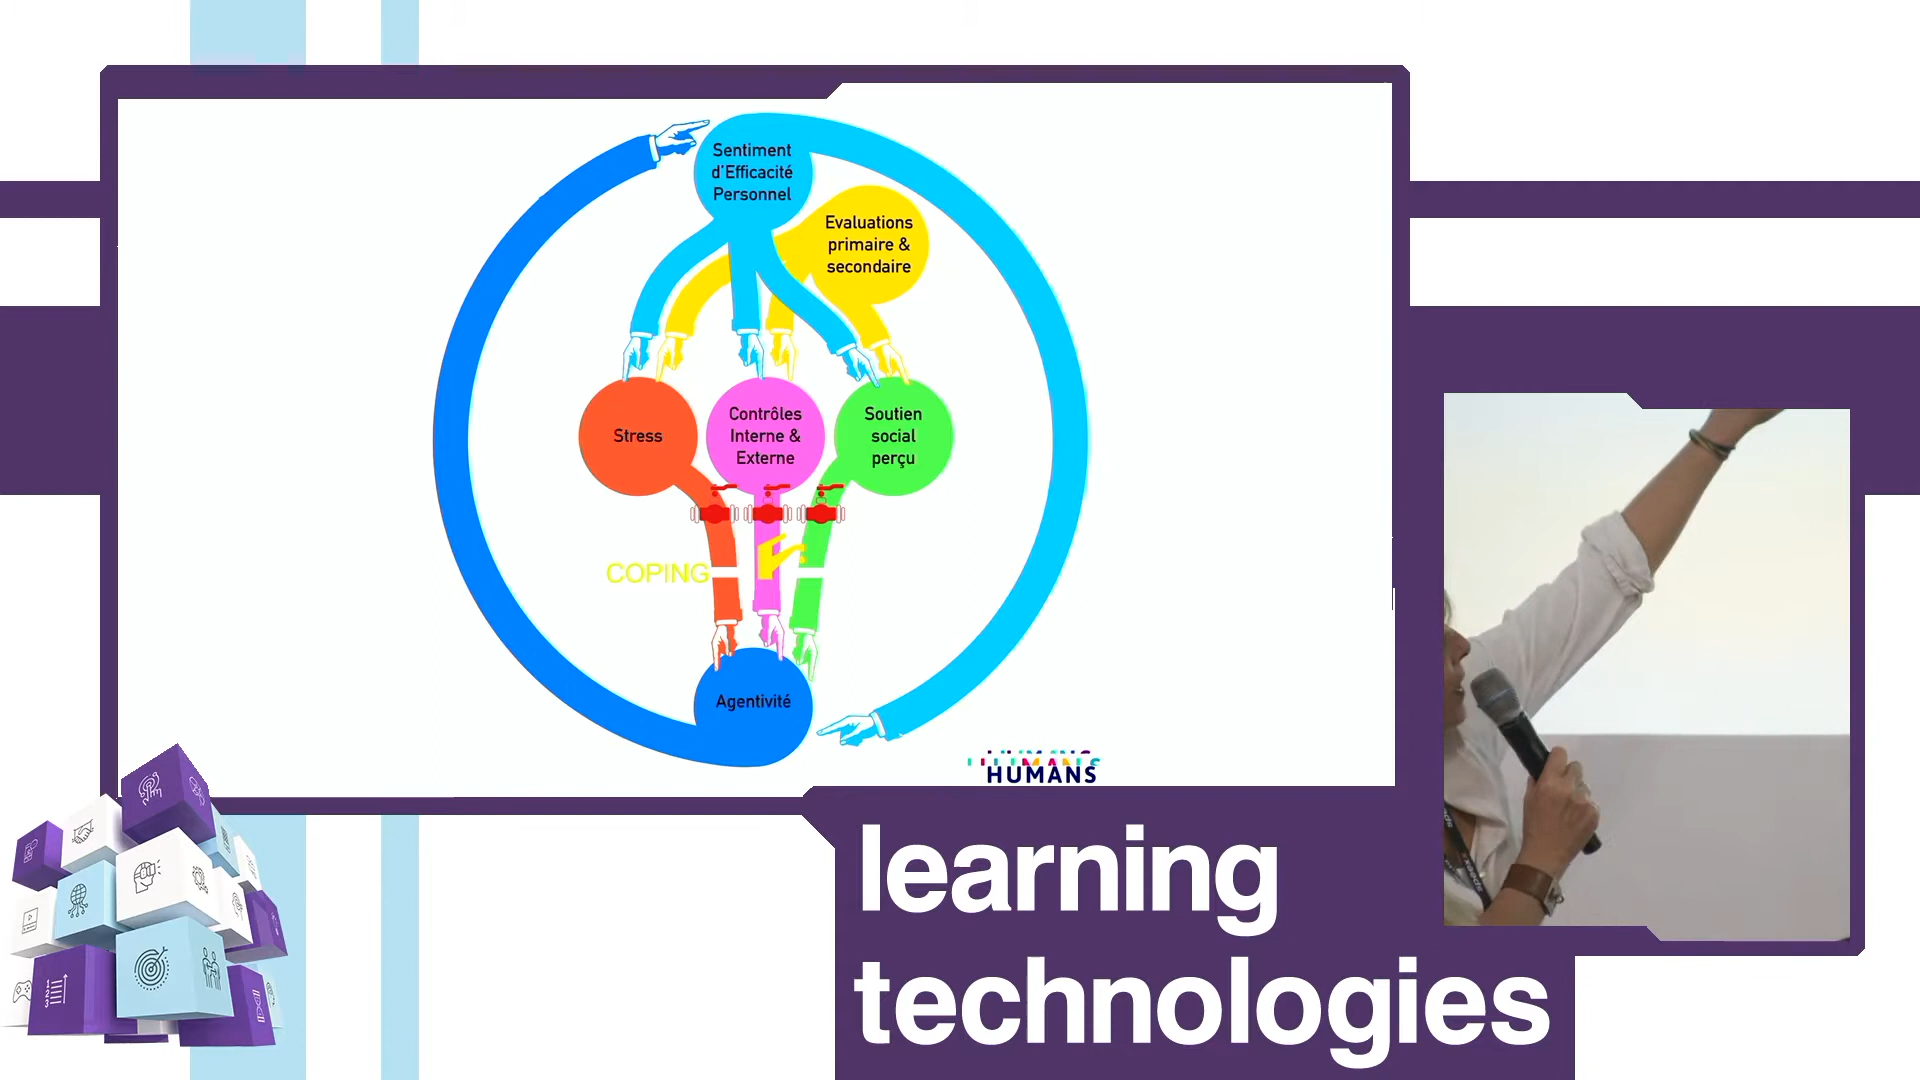 Sentiment
d'Efficacité
Personnel
Evaluations
primaire &
secondaire
Stress
Contrôles
Interne &
Externe
Soutien
social
perçu
COPING
Agentivité
HUMANS
learning
technologies